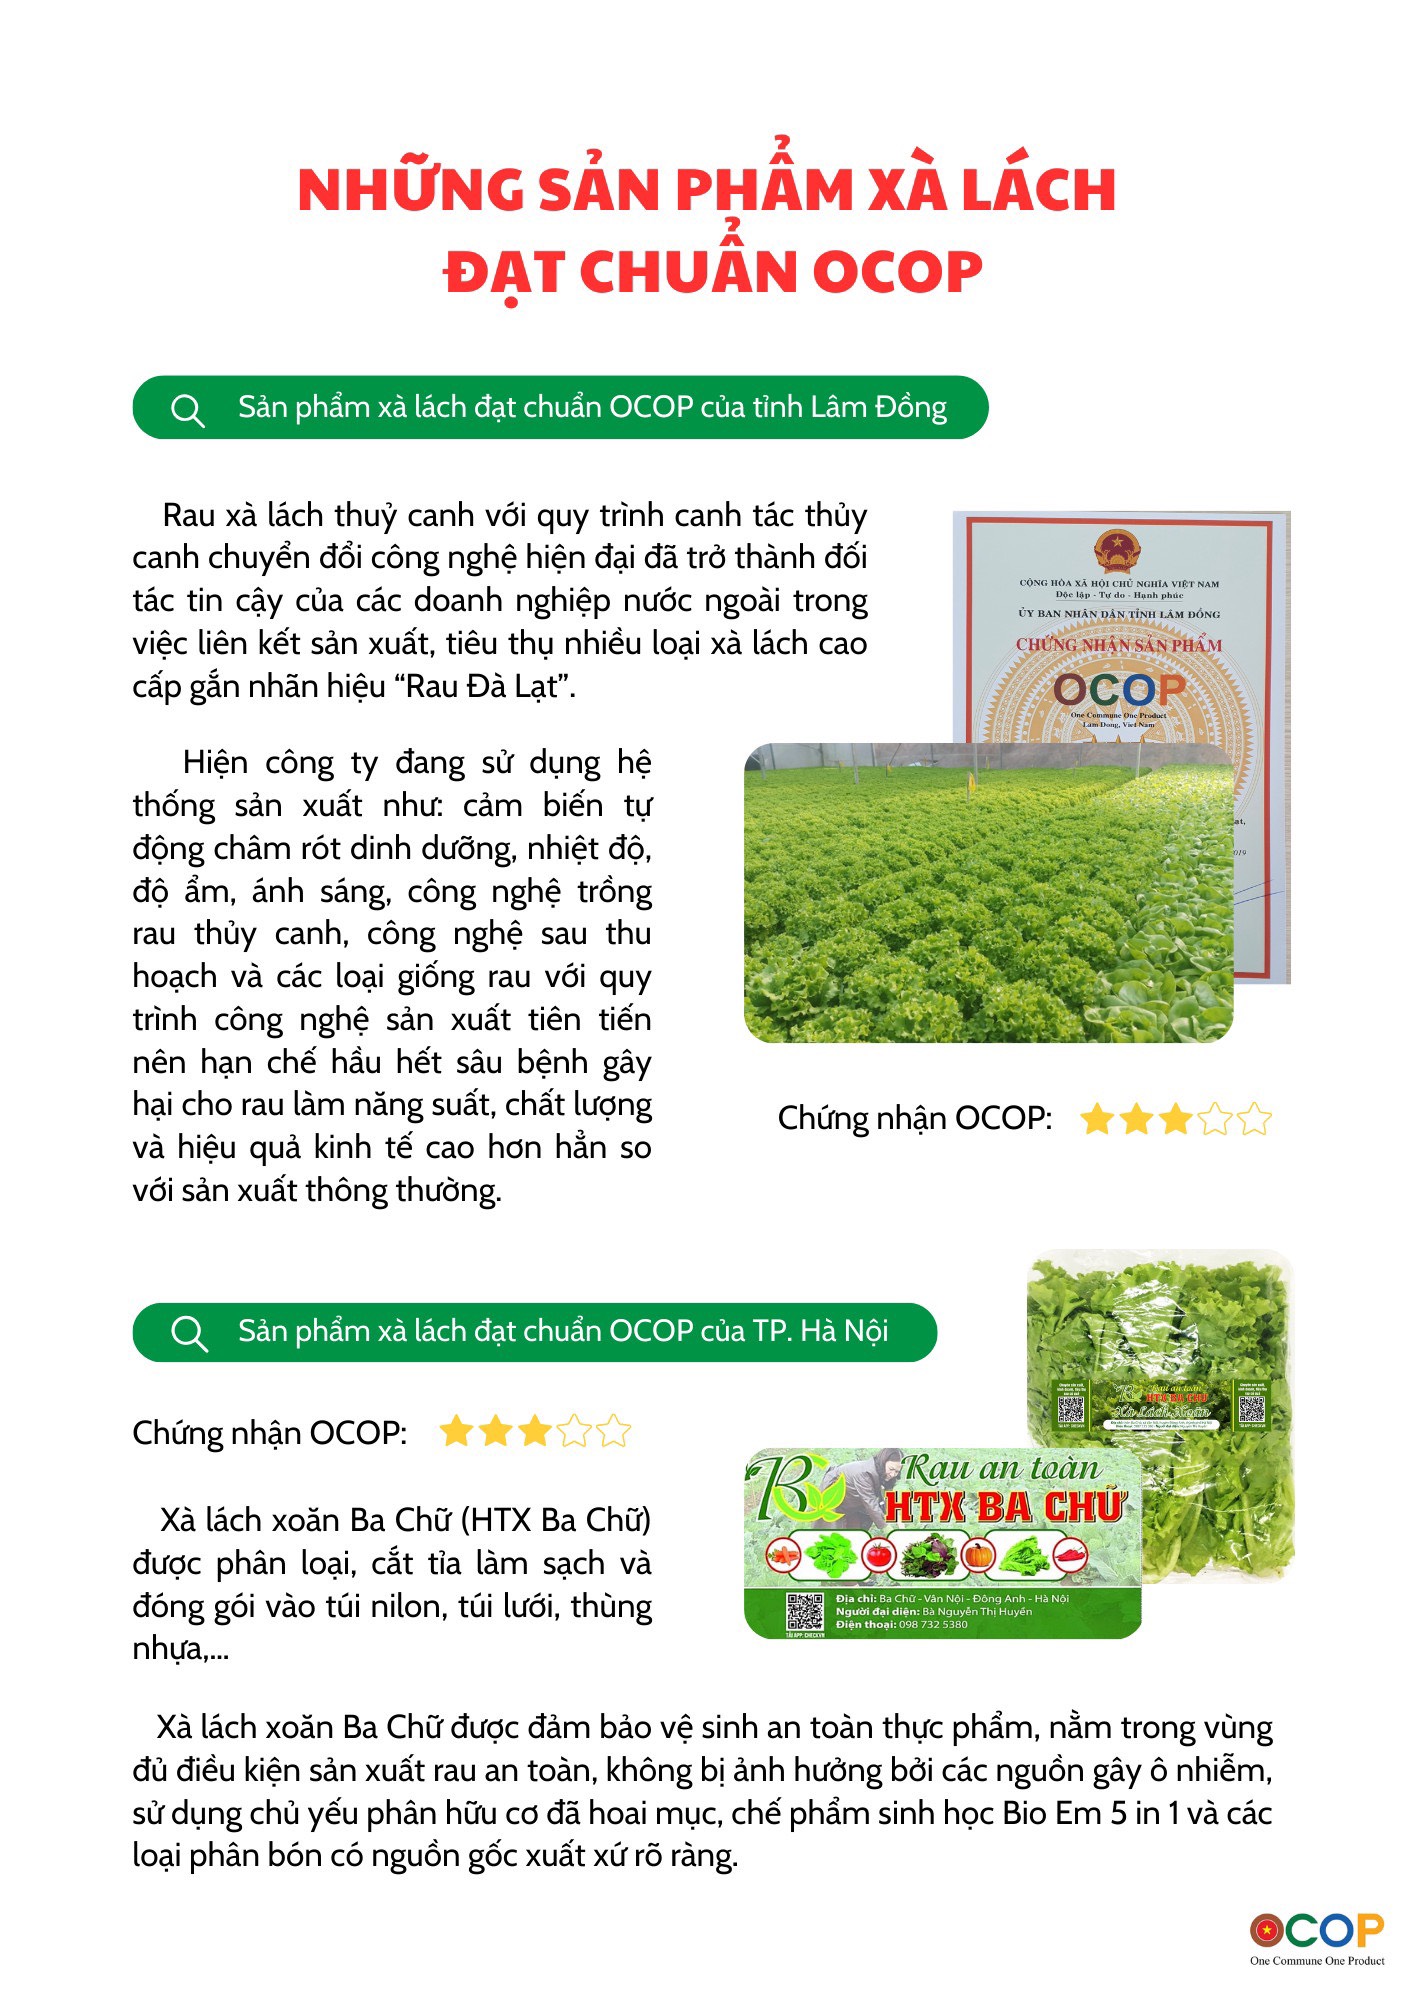 NHỮNG SẢN PHẨM XÀ LÁCH
ĐẠT CHUẨN OCOP
Sản phẩm xà lách đạt chuẩn OCOP của tỉnh Lâm Đồng
Rau xà lách thuỷ canh với quy trình canh tác thủy
canh chuyển đổi công nghệ hiện đại đã trở thành đối
tác tin cậy của các doanh nghiệp nước ngoài trong
việc liên kết sản xuất, tiêu thụ nhiều loại xà lách cao
cấp gắn nhãn hiệu “Rau Đà Lạt”.
CỘNG HÒA XÃ HỘI CHỦ NGHĨA VIỆT NAM
Độc lập - Tự do - Hạnh phúc
ỦY BAN NHÂN DÂN TỈNH LÂM ĐỒNG
CHỨNG NHẬN SẢN PHẨM
OCOP
One Commune One Product
Lam Dong, Viet Nam
Hiện công ty đang sử dụng hệ
thống sản xuất như: cảm biến tự
động châm rót dinh dưỡng, nhiệt độ,
độ ẩm, ánh sáng, công nghệ trồng
rau thủy canh, công nghệ sau thu
hoạch và các loại giống rau với quy
trình công nghệ sản xuất tiên tiến
nên hạn chế hầu hết sâu bệnh gây
hại cho rau làm năng suất, chất lượng
và hiệu quả kinh tế cao hơn hẳn so
với sản xuất thông thường.
Chứng nhận OCOP:
Sản phẩm xà lách đạt chuẩn OCOP của TP. Hà Nội
Chứng nhận OCOP:
Xà lách xoăn Ba Chữ (HTX Ba Chữ)
được phân loại, cắt tỉa làm sạch và
đóng gói vào túi nilon, túi lưới, thùng
nhựa,...
Rau an toàn
HTX BA CHỮ
Xà Lách Xoăn
Rau an toàn
HTX BA CHỮ
Địa chỉ: Ba Chữ - Vân Nội - Đông Anh - Hà Nội
Người đại diện: Bà Nguyễn Thị Huyền
Điện thoại: 098 732 5380
TẢI APP: CHECKVN
Xà lách xoăn Ba Chữ được đảm bảo vệ sinh an toàn thực phẩm, nằm trong vùng
đủ điều kiện sản xuất rau an toàn, không bị ảnh hưởng bởi các nguồn gây ô nhiễm,
sử dụng chủ yếu phân hữu cơ đã hoai mục, chế phẩm sinh học Bio Em 5 in 1 và các
loại phân bón có nguồn gốc xuất xứ rõ ràng.
OCOP
One Commune One Product